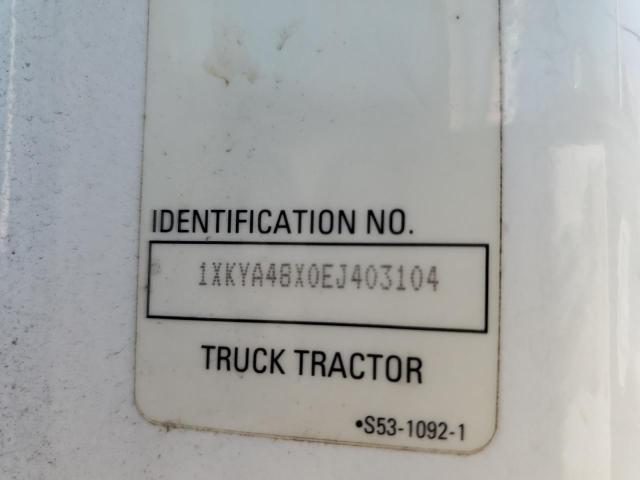 IDENTIFICATION NO.
1XKYA48X0EJ403104
TRUCK TRACTOR
•S53-1092-1